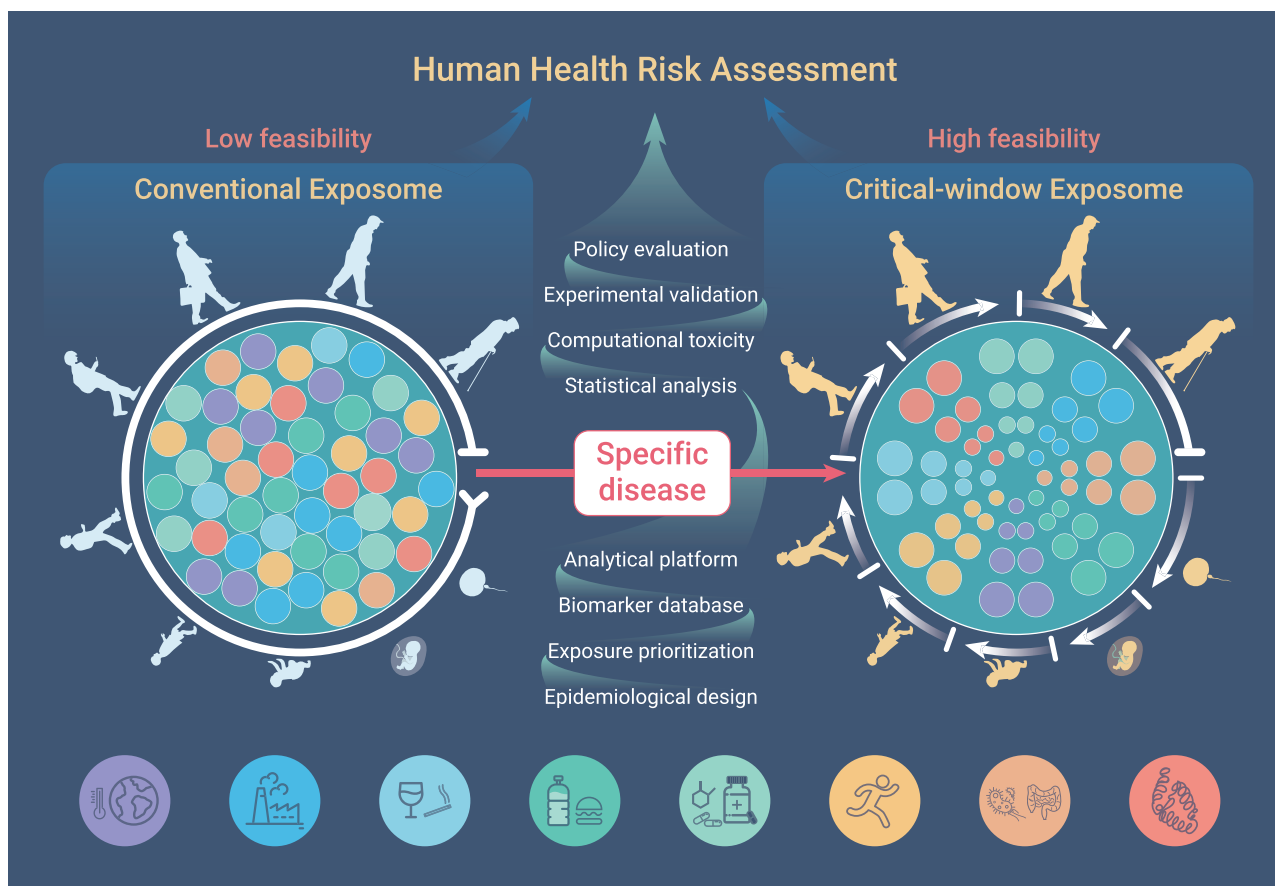 Human Health Risk Assessment
Low feasibility
High feasibility
Conventional Exposome
Critical-window Exposome
Policy evaluation
Experimental validation
Computational toxicity
Statistical analysis
Specific
disease
Analytical platform
Biomarker database
Exposure prioritization
Epidemiological design